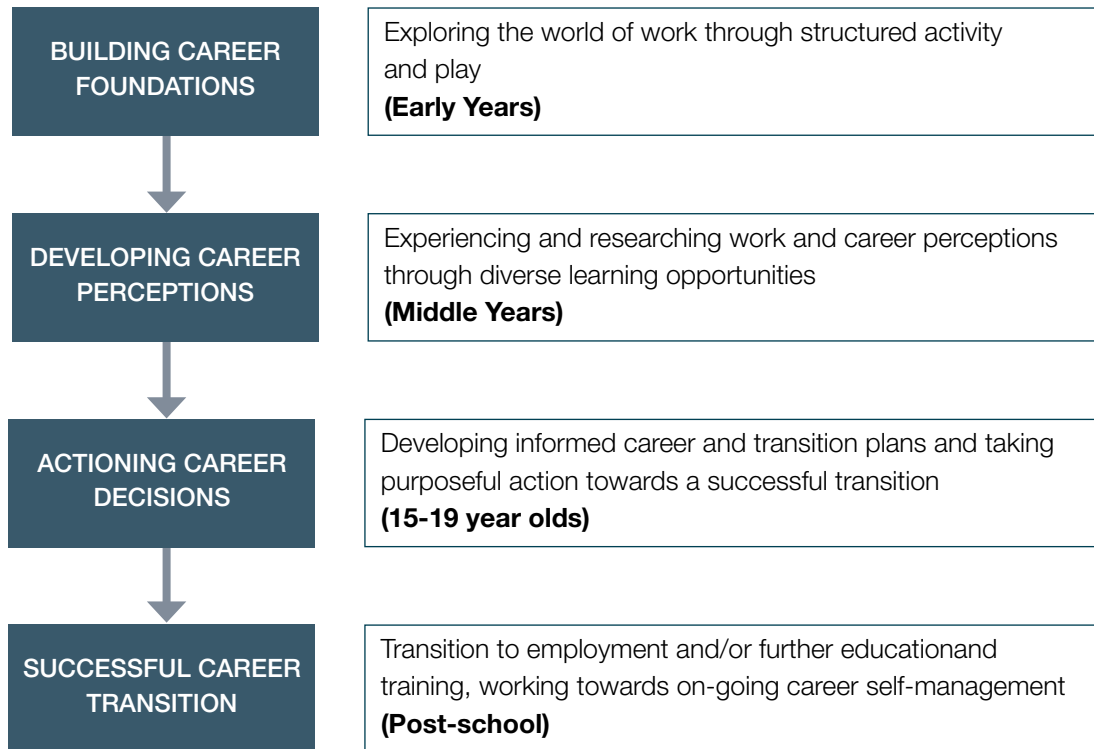 BUILDING CAREER
FOUNDATIONS
Exploring the world of work through structured activity
and play
(Early Years)
DEVELOPING CAREER
PERCEPTIONS
Experiencing and researching work and career perceptions
through diverse learning opportunities
(Middle Years)
ACTIONING CAREER
DECISIONS
Developing informed career and transition plans and taking
purposeful action towards a successful transition
(15-19 year olds)
SUCCESSFUL CAREER
TRANSITION
Transition to employment and/or further educationand
training, working towards on-going career self-management
(Post-school)